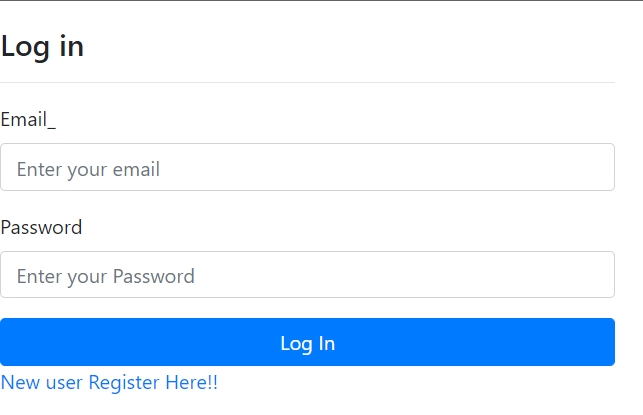 Log in
Email_
Enter your email
Password
Enter your Password
Log In
New user Register Here!!